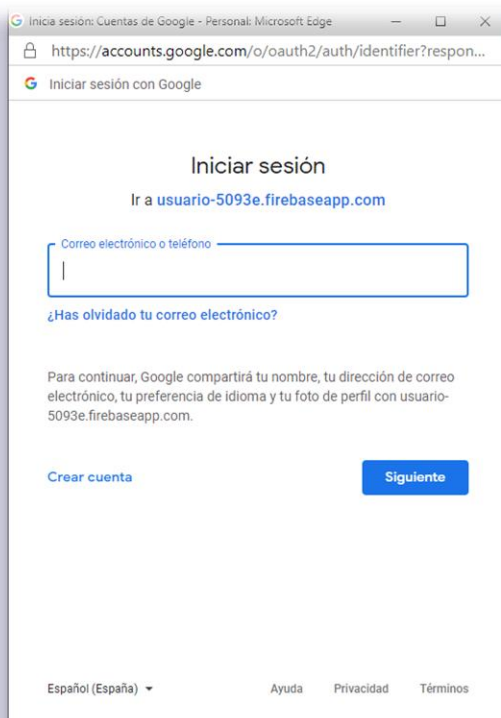 Inicia sesión: Cuentas de Google - Personal: Microsoft Edge
https://accounts.google.com/o/oauth2/auth/identifier?respon...
Iniciar sesión con Google
Iniciar sesión
Ir a usuario-5093e.firebaseapp.com
Correo electrónico o teléfono
¿Has olvidado tu correo electrónico?
Para continuar, Google compartirá tu nombre, tu dirección de correo
electrónico, tu preferencia de idioma y tu foto de perfil con usuario-
5093e.firebaseapp.com.
Crear cuenta Siguiente
Español (España) Ayuda Privacidad Términos